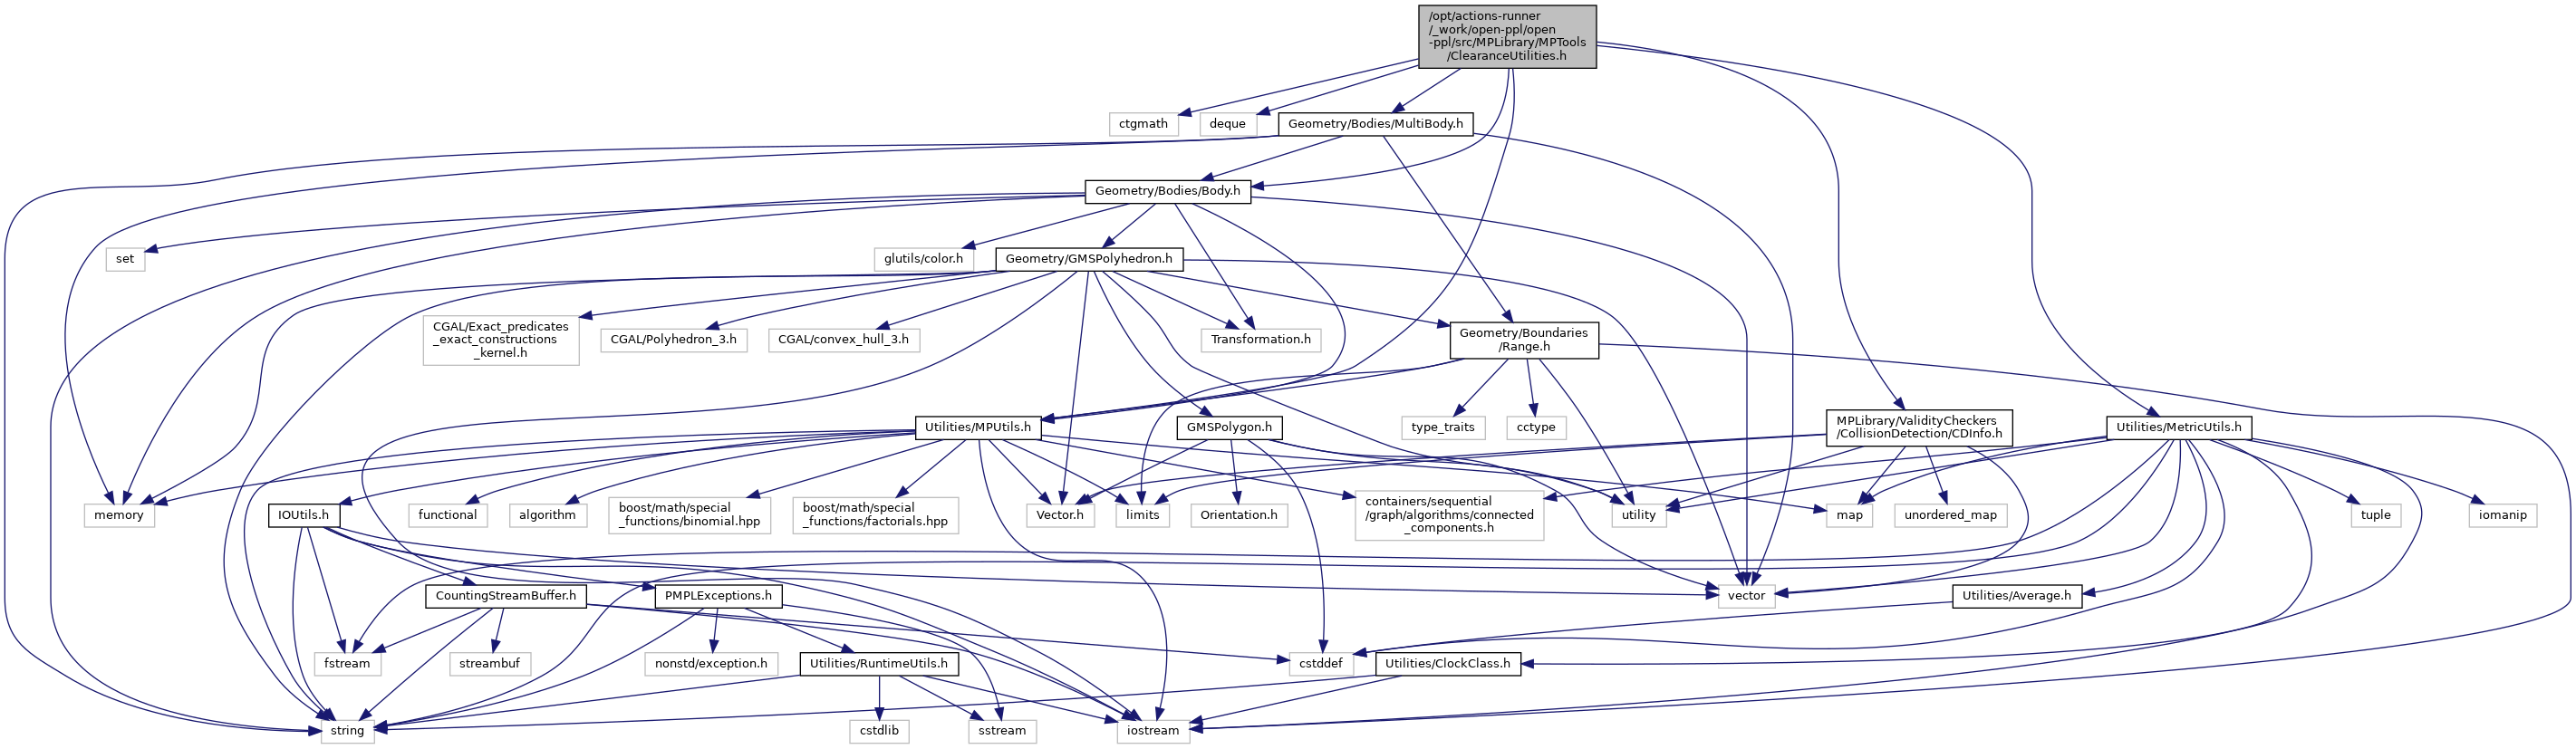 /opt/actions-runner
/_work/open-ppl/open
-ppl/src/MPLibrary/MPTools
/ClearanceUtilities.h
ctgmath
deque
Geometry/Bodies/MultiBody.h
Geometry/Bodies/Body.h
set
glutils/color.h
Geometry/GMSPolyhedron.h
CGAL/Exact_predicates
_exact_constructions
_kernel.h
CGAL/Polyhedron_3.h
CGAL/convex_hull_3.h
Transformation.h
Geometry/Boundaries
/Range.h
Utilities/MPUtils.h
GMSPolygon.h
type_traits
cctype
MPLibrary/ValidityCheckers
/CollisionDetection/CDInfo.h
Utilities/MetricUtils.h
memory
IOUtils.h
functional
algorithm
boost/math/special
_functions/binomial.hpp
boost/math/special
_functions/factorials.hpp
Vector.h
limits
Orientation.h
containers/sequential
/graph/algorithms/connected
_components.h
utility
map
unordered_map
tuple
iomanip
CountingStreamBuffer.h
PMPLExceptions.h
vector
Utilities/Average.h
fstream
streambuf
nonstd/exception.h
Utilities/RuntimeUtils.h
cstddef
Utilities/ClockClass.h
string
cstdlib
sstream
iostream